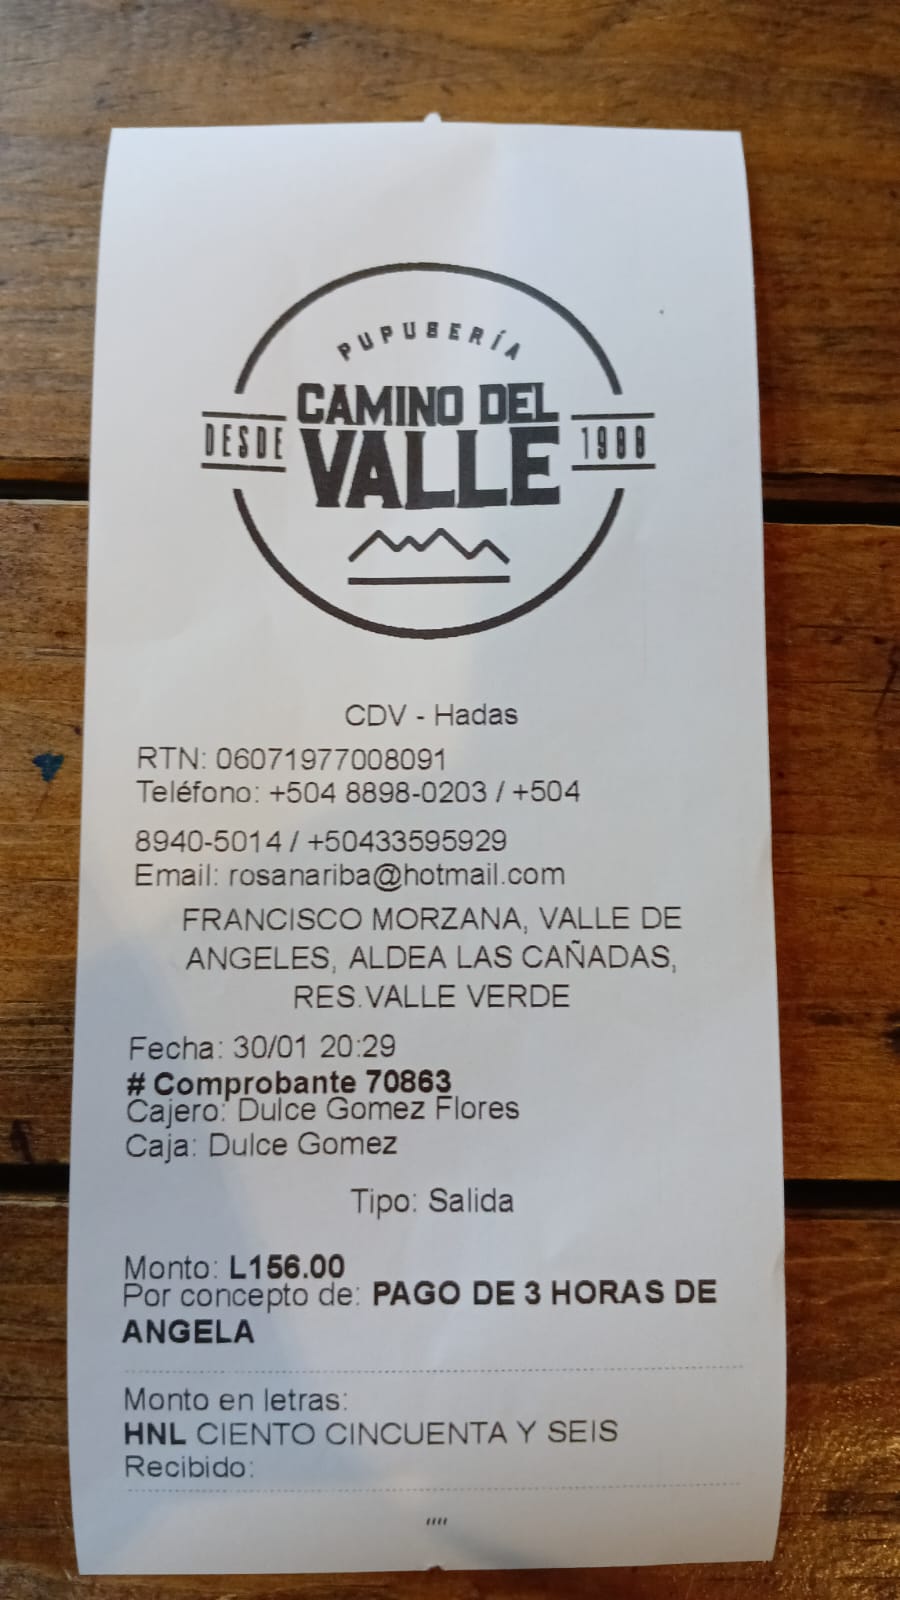 PUPUSERÍA
CAMINO DEL
DESDE VALLE 1988
CDV - Hadas
RTN: 06071977008091
Teléfono: +504 8898-0203 / +504
8940-5014 / +50433595929
Email: rosanariba@hotmail.com
FRANCISCO MORZANA, VALLE DE
ANGELES, ALDEA LAS CAÑADAS,
RES.VALLE VERDE
Fecha: 30/01 20:29
# Comprobante 70863
Cajero: Dulce Gomez Flores
Caja: Dulce Gomez
Tipo: Salida
Monto: L156.00
Por concepto de: PAGO DE 3 HORAS DE
ANGELA
Monto en letras:
HNL CIENTO CINCUENTA Y SEIS
Recibido:
""